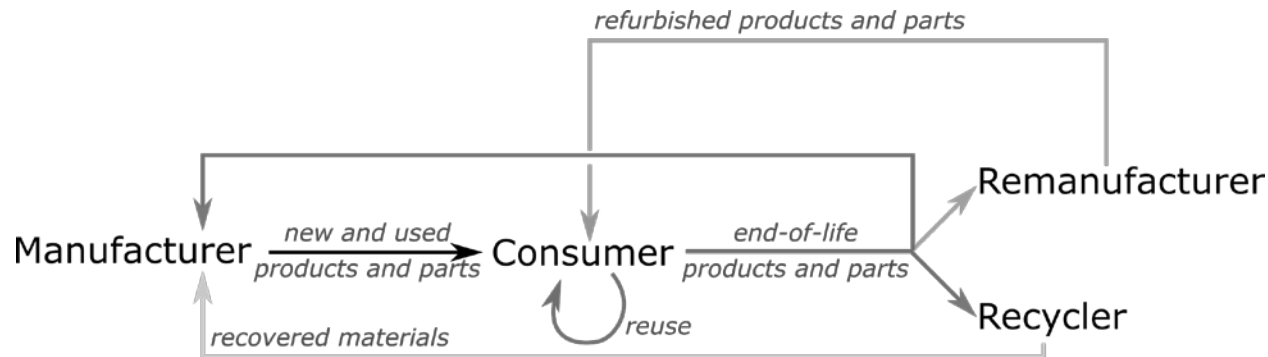 refurbished products and parts
Remanufacturer
Manufacturer
new and used
products and parts
Consumer
end-of-life
products and parts
Recycler
reuse
recovered materials